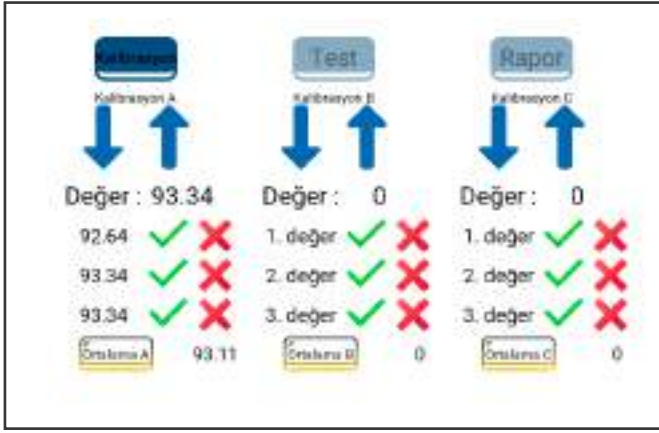 Kalibrasyon Test Rapor
Kalibrasyon A Kalibrasyon B Kalibrasyon C
Değer : 93.34 Değer : 0 Değer : 0
92.64 1. değer 1. değer
93.34 2. değer 2. değer
93.34 3. değer 3. değer
Ortalama A 93.11 Ortalama B 0 Ortalama C 0